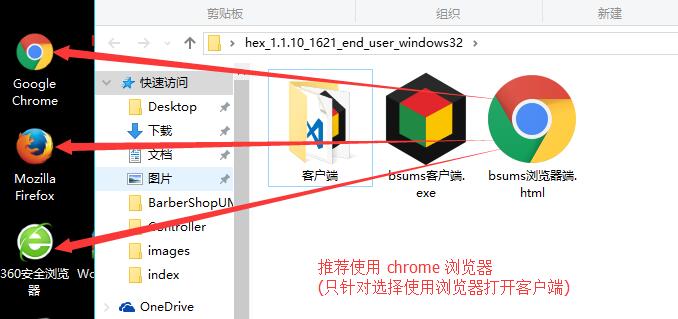 剪贴板
组织
新建
hex_1.1.10_1621_end_user_windows32
Google
Chrome
Mozilla
Firefox
360安全浏览
器
快速访问
Desktop
下载
文档
图片
BarberShopUM
Controller
images
index
OneDrive
客户端
bsums客户端.
exe
bsums浏览器端.
html
推荐使用 chrome 浏览器
(只针对选择使用浏览器打开客户端)